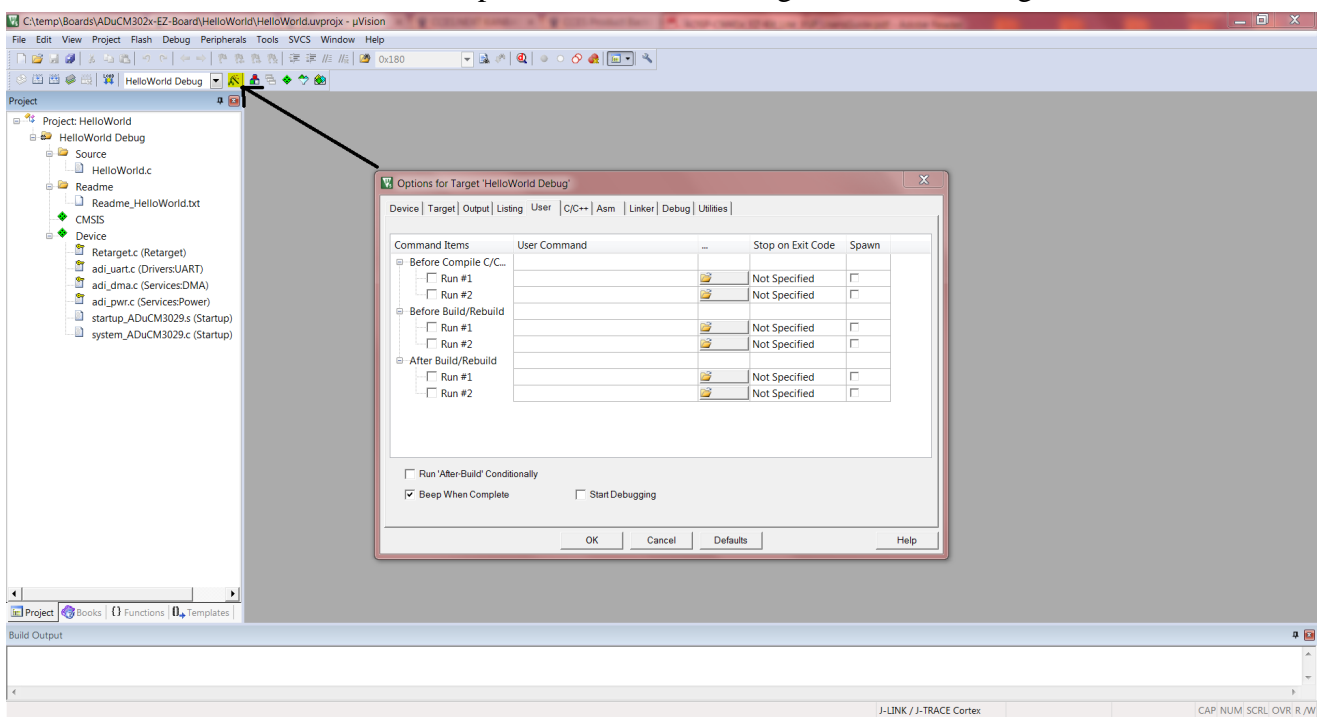 C:\temp\Boards\ADuCM302x-EZ-Board\HelloWorld\HelloWorld.uvprojx - µVision
File Edit View Project Flash Debug Peripherals Tools SVCS Window Help
0x180
HelloWorld Debug
Project
Project: HelloWorld
HelloWorld Debug
Source
HelloWorld.c
Readme
Readme_HelloWorld.txt
CMSIS
Device
Retarget.c (Retarget)
adi_uart.c (Drivers:UART)
adi_dma.c (Services:DMA)
adi_pwr.c (Services:Power)
startup_ADuCM3029.s (Startup)
system_ADuCM3029.c (Startup)
Options for Target 'HelloWorld Debug'
Device Target Output Listing User C/C++ Asm Linker Debug Utilities
Command Items User Command ... Stop on Exit Code Spawn
Before Compile C/C...
Run #1 Not Specified
Run #2 Not Specified
Before Build/Rebuild
Run #1 Not Specified
Run #2 Not Specified
After Build/Rebuild
Run #1 Not Specified
Run #2 Not Specified
Run 'After-Build' Conditionally
Beep When Complete Start Debugging
OK Cancel Defaults Help
Project Books {} Functions Templates
Build Output
J-LINK / J-TRACE Cortex CAP NUM SCRL OVR R /W